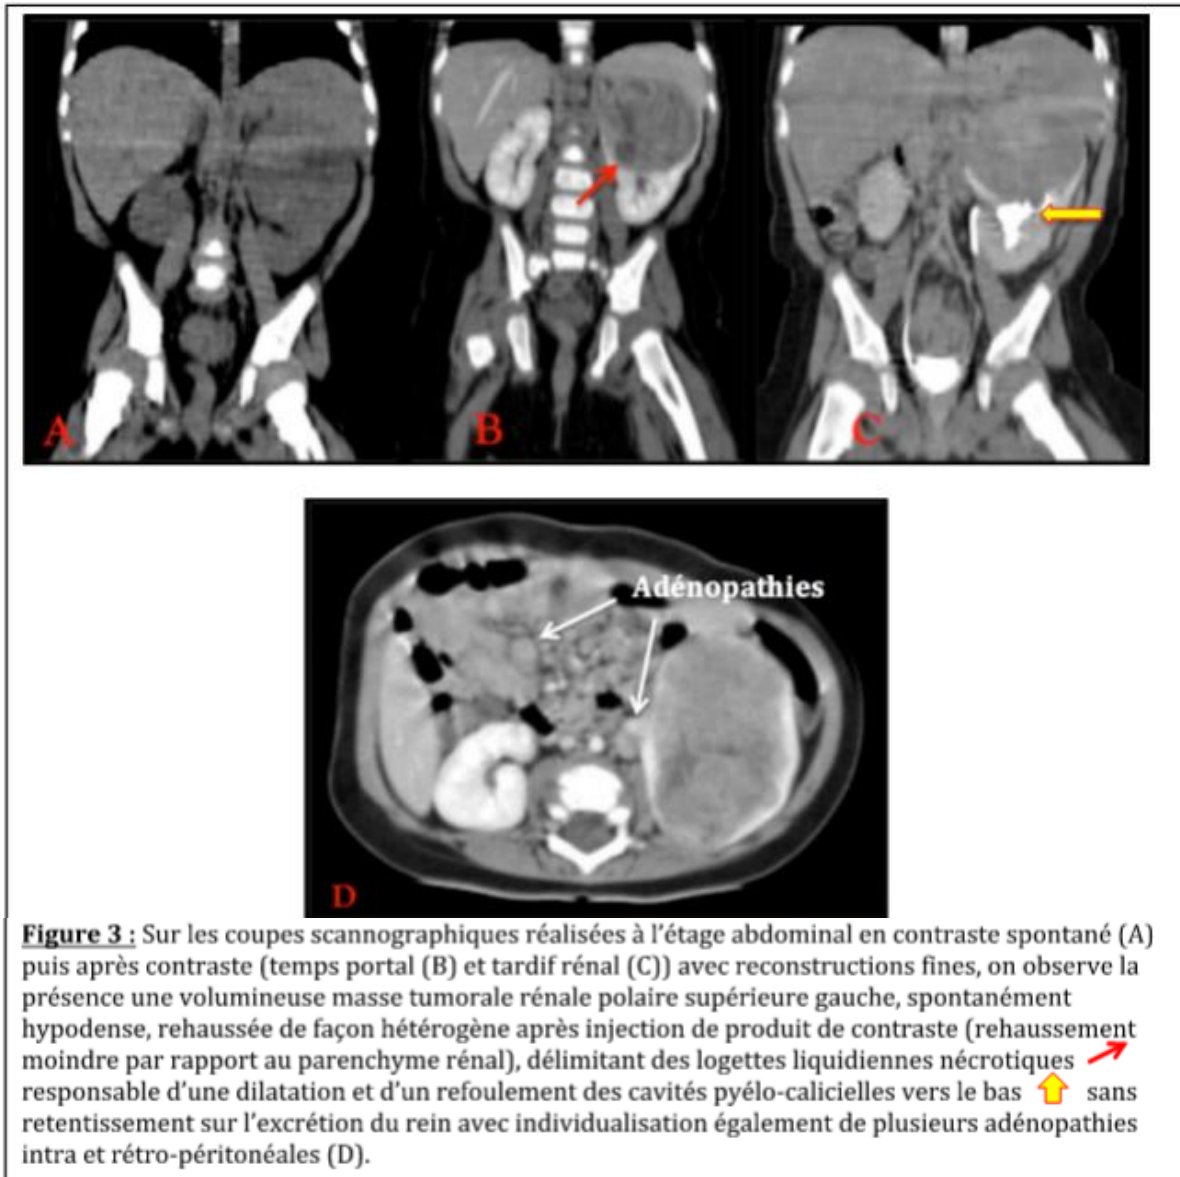 A
B
C
Adénopathies
D
Figure 3 : Sur les coupes scannographiques réalisées à l'étage abdominal en contraste spontané (A)
puis après contraste (temps portal (B) et tardif rénal (C)) avec reconstructions fines, on observe la
présence une volumineuse masse tumorale rénale polaire supérieure gauche, spontanément
hypodense, rehaussée de façon hétérogène après injection de produit de contraste (rehaussement
moindre par rapport au parenchyme rénal), délimitant des logettes liquidiennes nécrotiques
responsable d'une dilatation et d'un refoulement des cavités pyélo-calicielles vers le bas sans
retentissement sur l'excrétion du rein avec individualisation également de plusieurs adénopathies
intra et rétro-péritonéales (D).